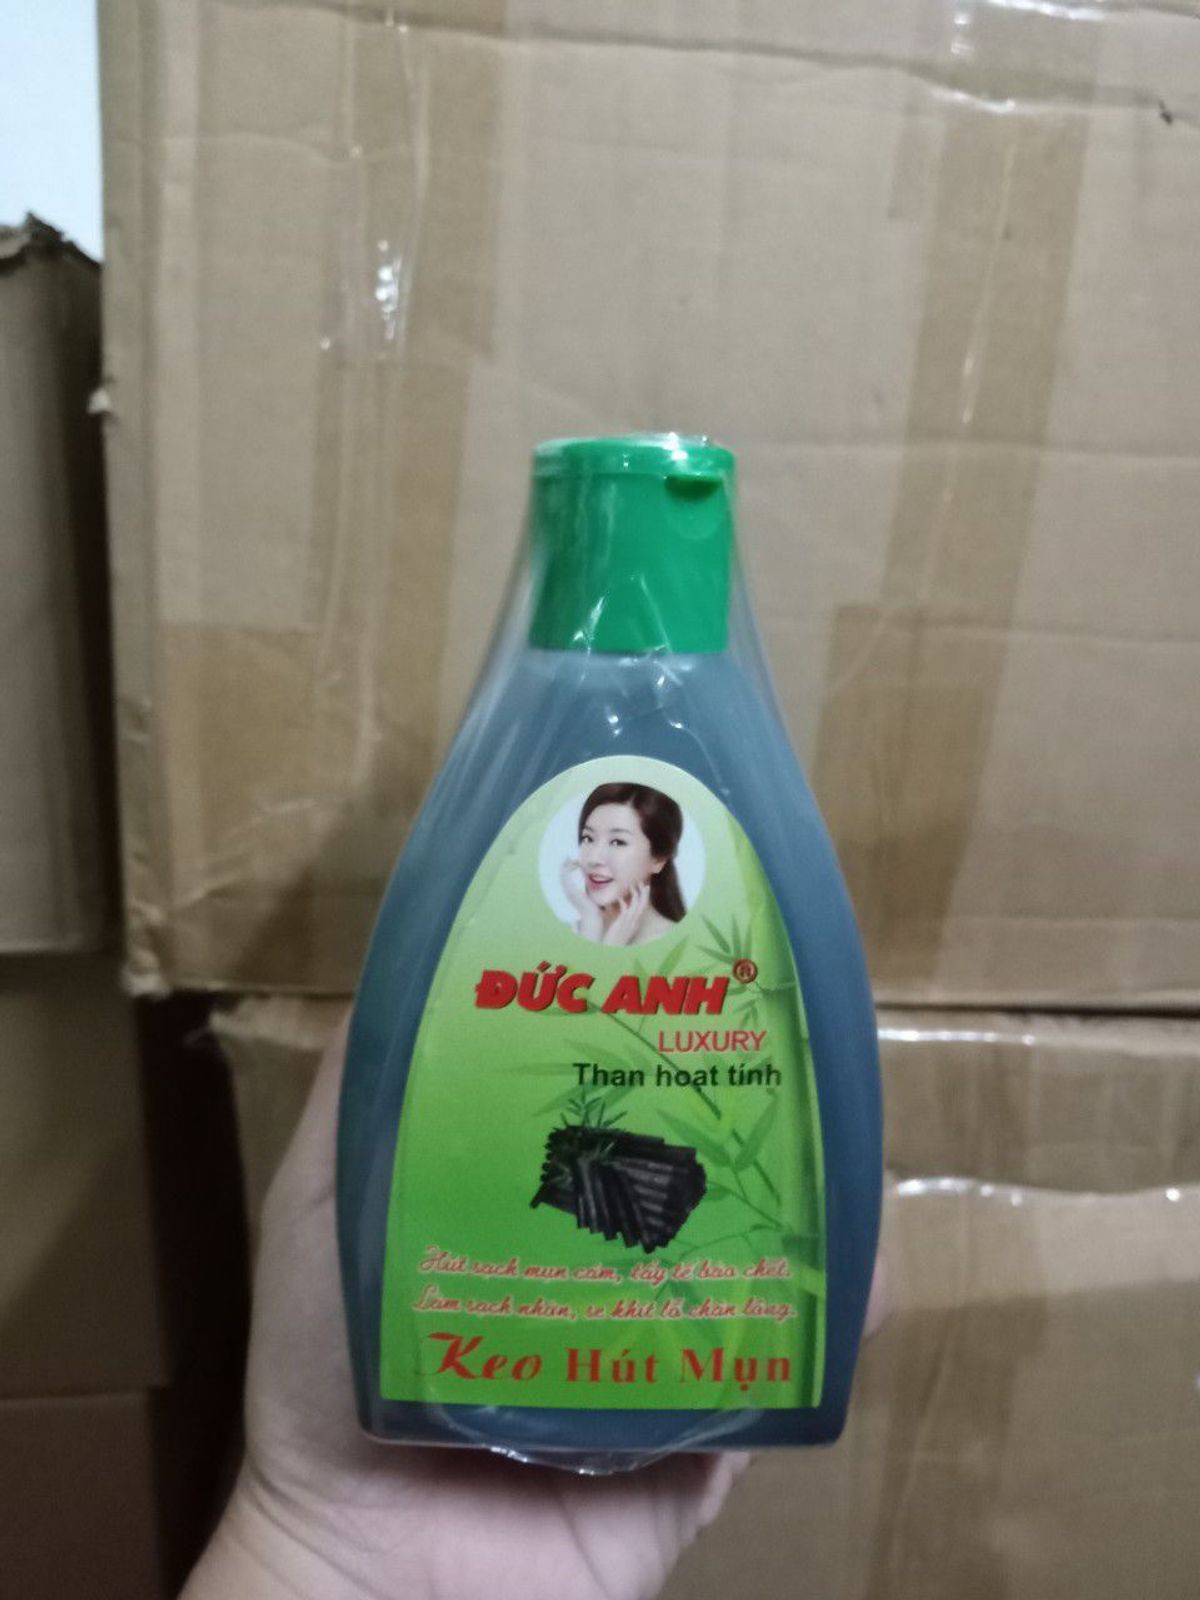 ĐỨC ANH®
LUXURY
Than hoạt tính
Hút sạch mụn cám, tẩy tế bào chết.
Làm sạch nhờn, se khít lỗ chân lông.
Keo Hút Mụn